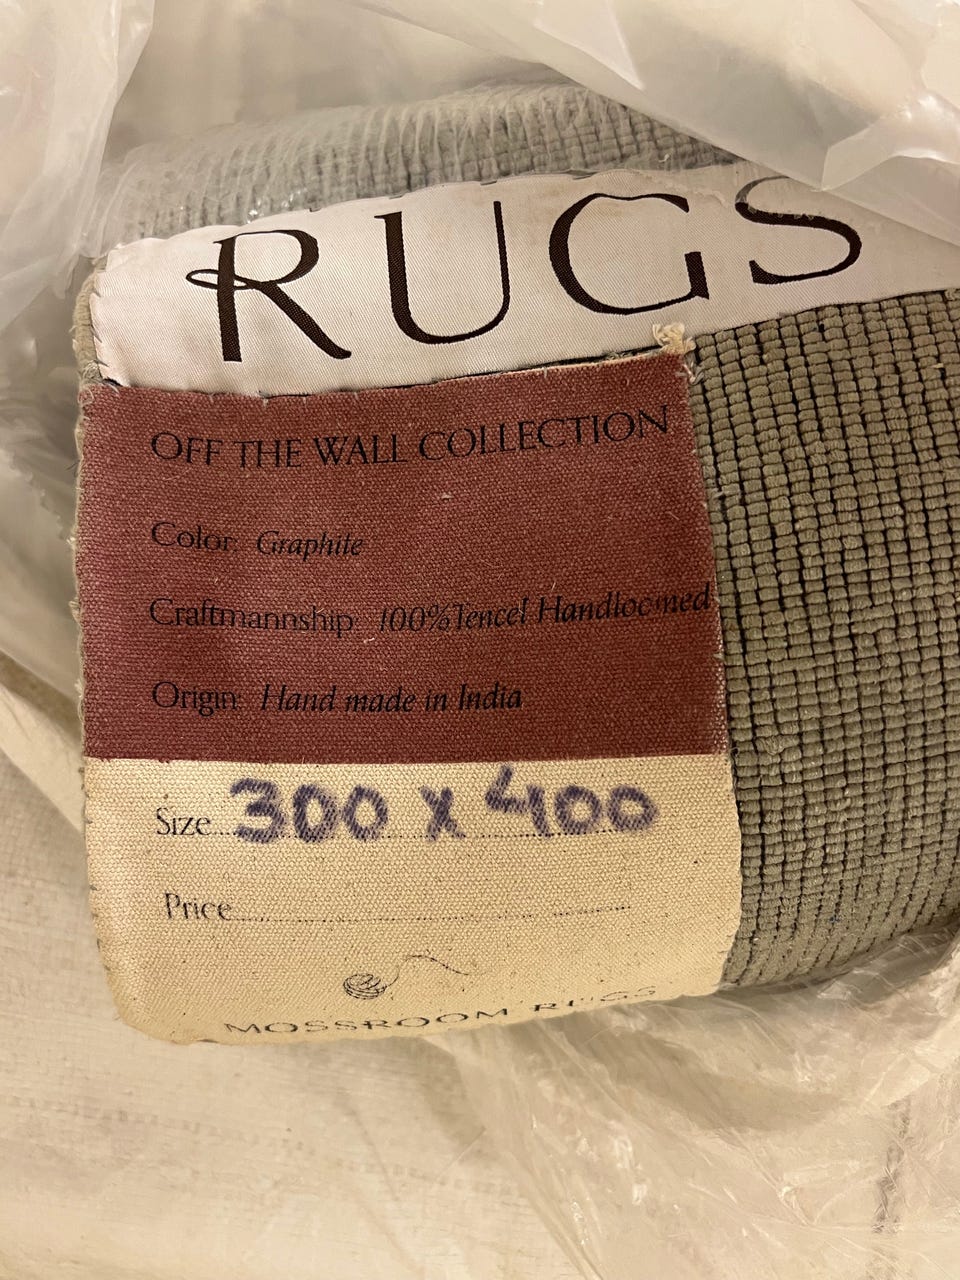 RUGS
OFF THE WALL COLLECTION
Color: Graphite
Craftmannship: 100%Tencel Handloomed
Origin: Hand made in India
Size 300 x 400
Price
MOSSROOM RUGS